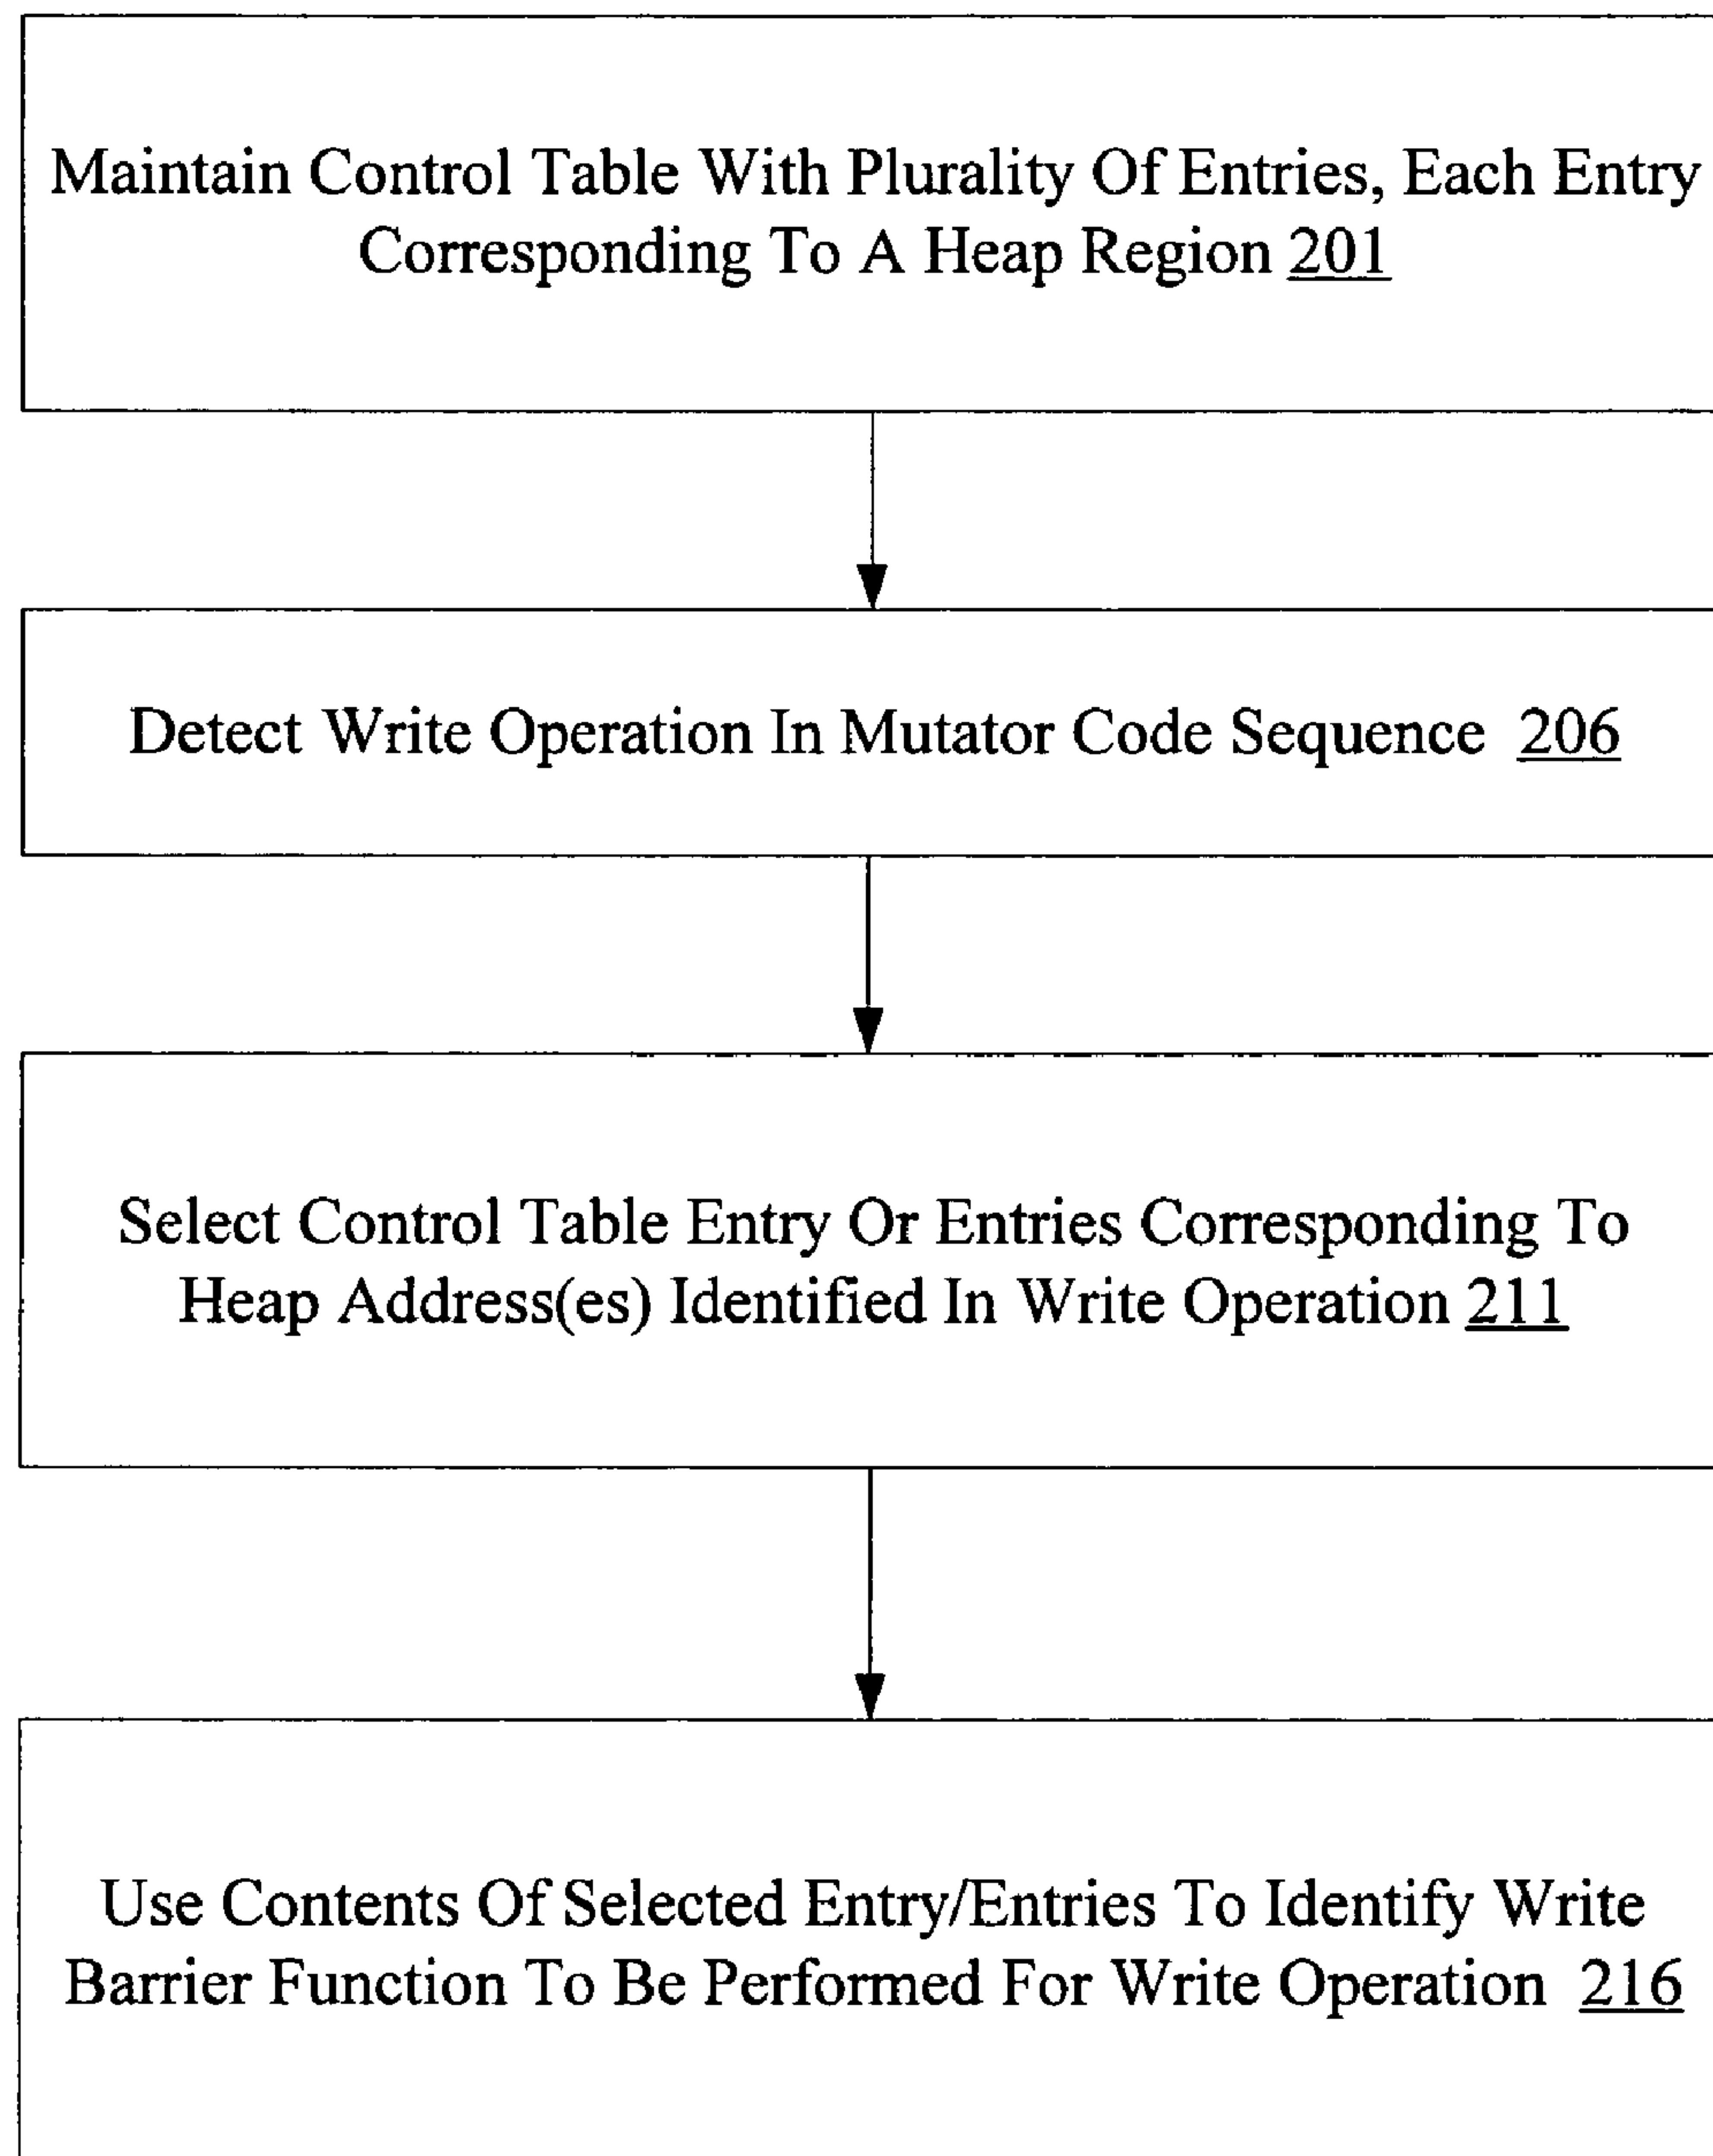 Maintain Control Table With Plurality Of Entries, Each Entry
Corresponding To A Heap Region 201
Detect Write Operation In Mutator Code Sequence 206
Select Control Table Entry Or Entries Corresponding To
Heap Address(es) Identified In Write Operation 211
Use Contents Of Selected Entry/Entries To Identify Write
Barrier Function To Be Performed For Write Operation 216